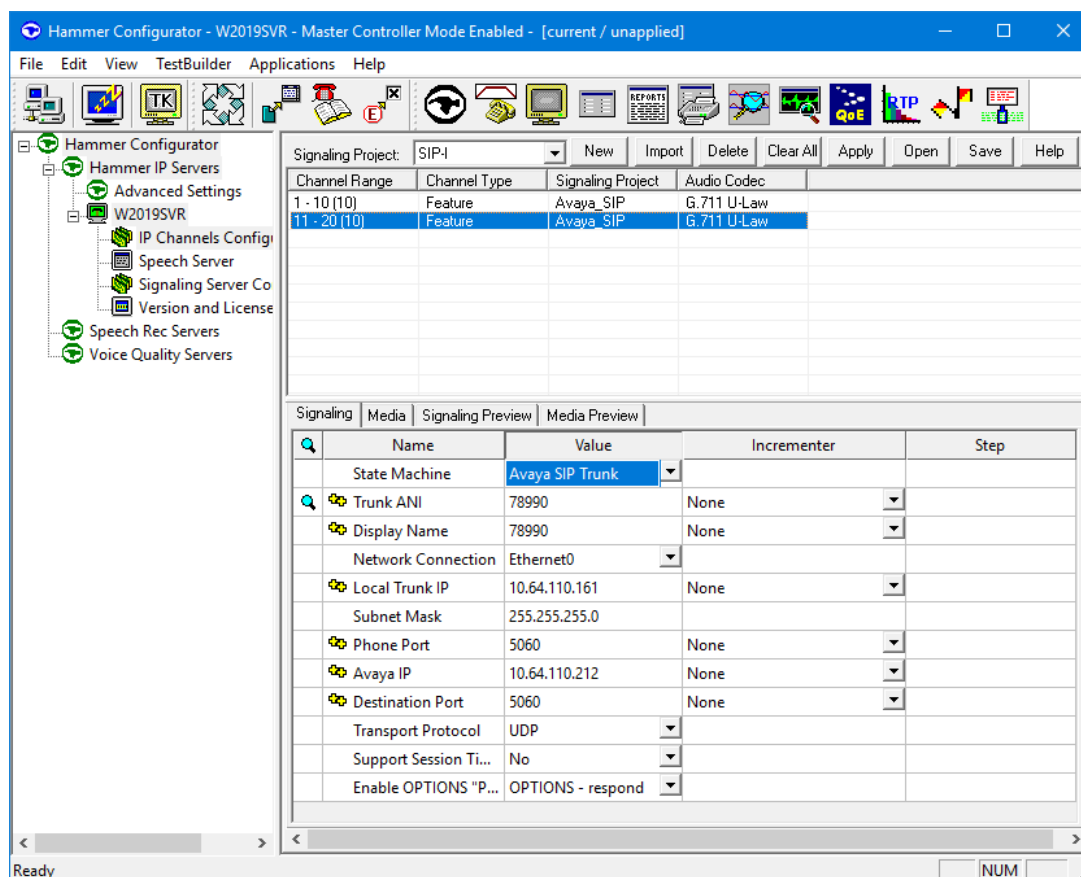 Hammer Configurator - W2019SVR - Master Controller Mode Enabled - [current / unapplied]
File Edit View TestBuilder Applications Help
TK REPORTS QoE RTP
Hammer Configurator
Hammer IP Servers
Advanced Settings
W2019SVR
IP Channels Config
Speech Server
Signaling Server Co
Version and License
Speech Rec Servers
Voice Quality Servers
Signaling Project: SIP-I New Import Delete Clear All Apply Open Save Help
Channel Range Channel Type Signaling Project Audio Codec
1 - 10 (10) Feature Avaya_SIP G.711 U-Law
11 - 20 (10) Feature Avaya_SIP G.711 U-Law
Signaling Media Signaling Preview Media Preview
Name Value Incrementer Step
State Machine Avaya SIP Trunk
Trunk ANI 78990 None
Display Name 78990 None
Network Connection Ethernet0
Local Trunk IP 10.64.110.161 None
Subnet Mask 255.255.255.0
Phone Port 5060 None
Avaya IP 10.64.110.212 None
Destination Port 5060 None
Transport Protocol UDP
Support Session Ti... No
Enable OPTIONS "P... OPTIONS - respond
Ready NUM